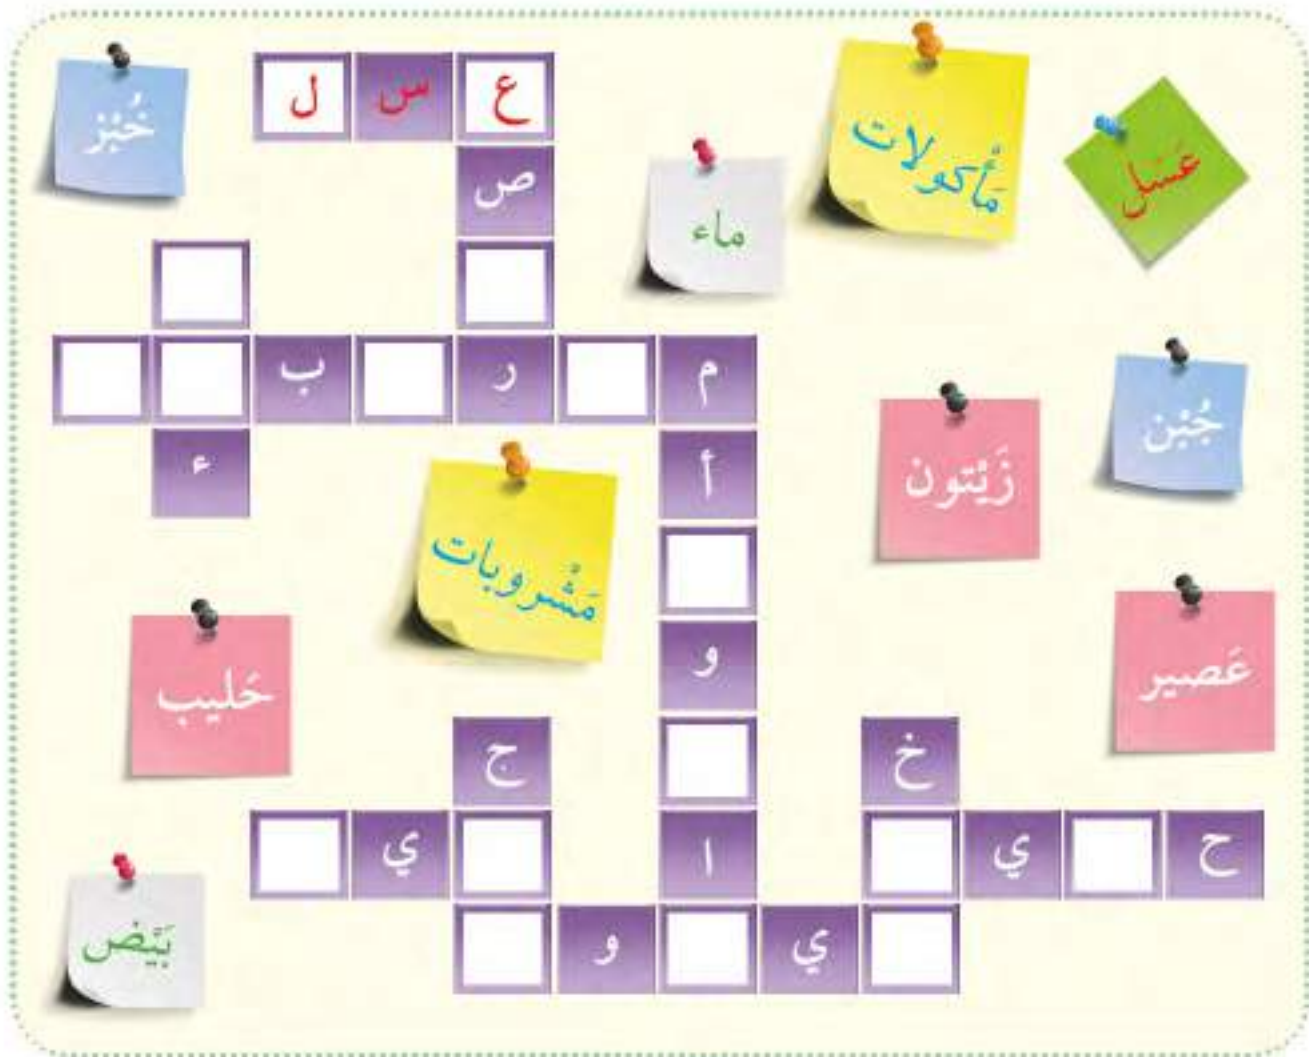 خُبْز
ع س ل
مَأْكولات
عَسَل
ص
ماء
م ر ب
جُبْن
زَيْتون
ء
أ
مَشْروبات
و
حَليب
عَصير
ج
خ
ح ي ا ي
بَيْض
ي و